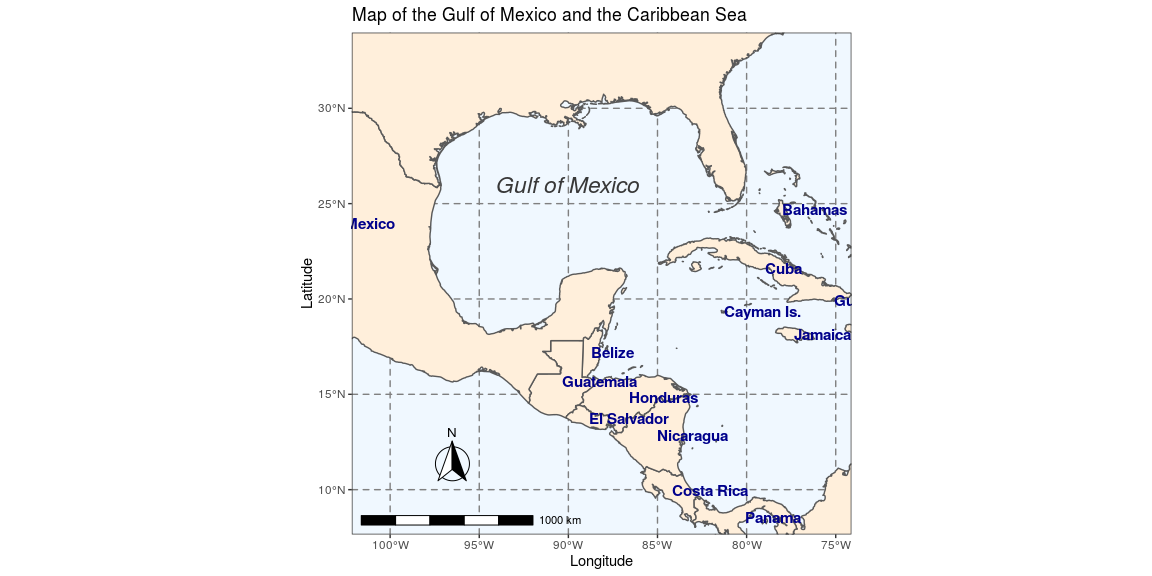 Map of the Gulf of Mexico and the Caribbean Sea
30°N
Gulf of Mexico
25°N
Bahamas
Mexico
Latitude
Cuba
20°N
Gu
Cayman Is.
Jamaica
Belize
Guatemala
15°N
Honduras
El Salvador
N
Nicaragua
10°N
Costa Rica
1000 km
Panama
100°W 95°W 90°W 85°W 80°W 75°W
Longitude